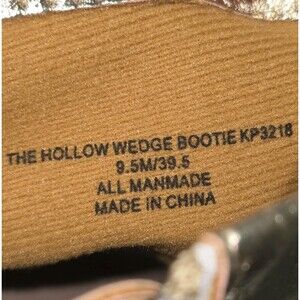 THE HOLLOW WEDGE BOOTIE KP3218
9.5M/39.5
ALL MANMADE
MADE IN CHINA